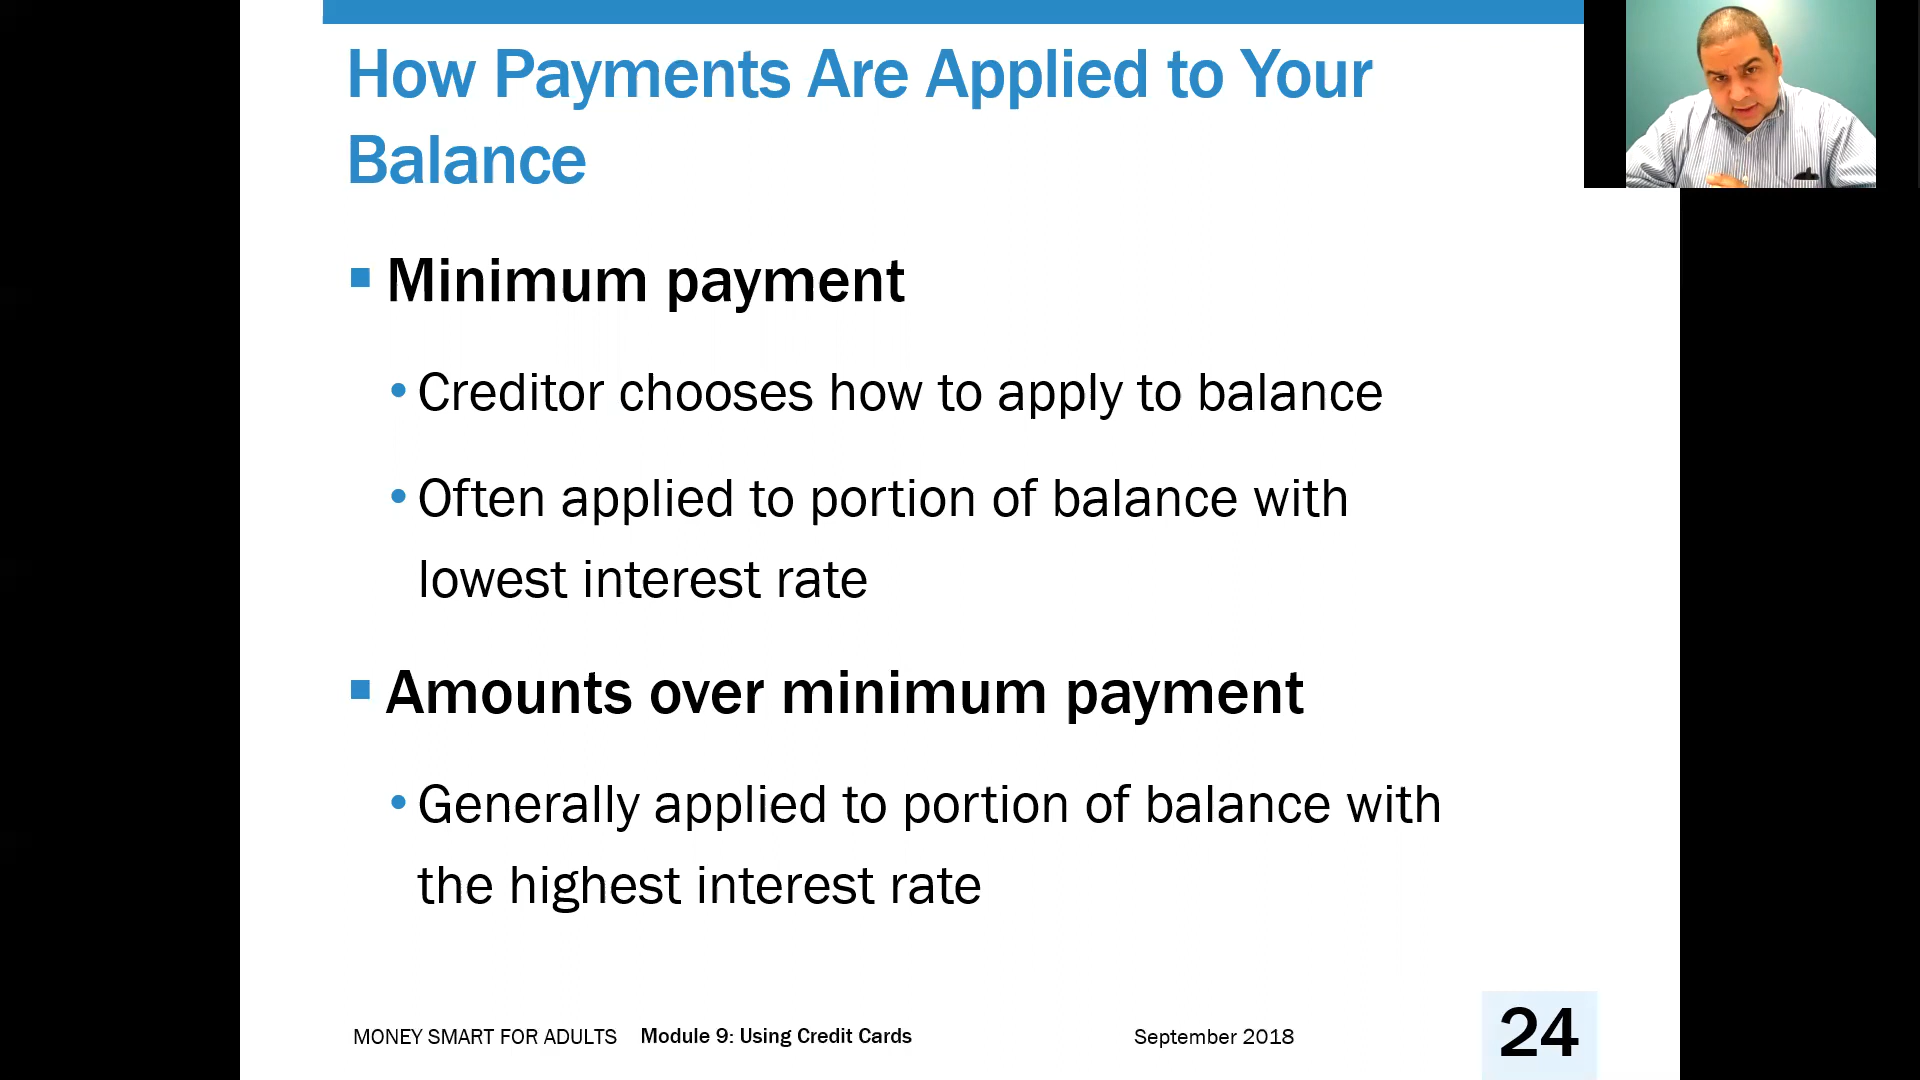 How Payments Are Applied to Your
Balance
Minimum payment
Creditor chooses how to apply to balance
Often applied to portion of balance with
lowest interest rate
Amounts over minimum payment
Generally applied to portion of balance with
the highest interest rate
MONEY SMART FOR ADULTS Module 9: Using Credit Cards September 2018 24